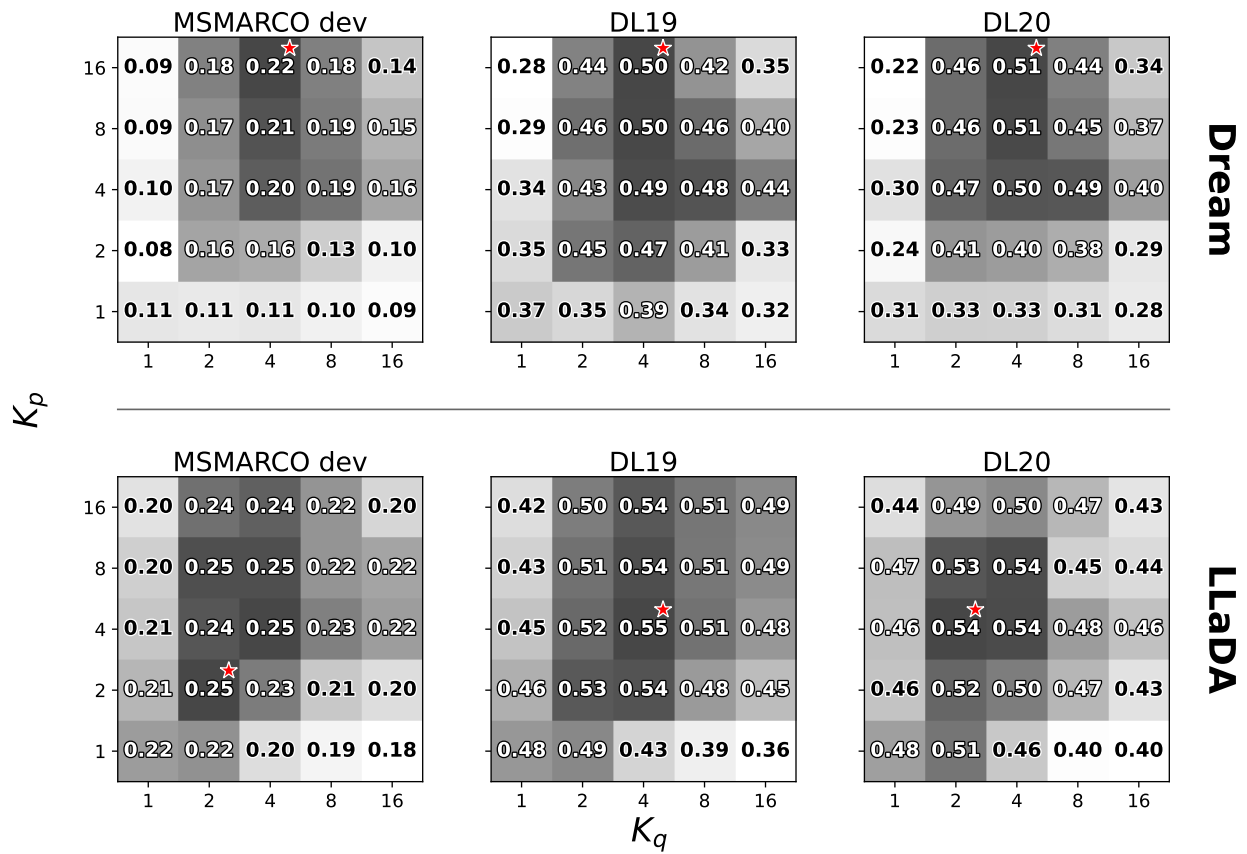 MSMARCO dev DL19 DL20
16 0.09 0.18 0.22 0.18 0.14 0.28 0.44 0.50 0.42 0.35 0.22 0.46 0.51 0.44 0.34
8 0.09 0.17 0.21 0.19 0.15 0.29 0.46 0.50 0.46 0.40 0.23 0.46 0.51 0.45 0.37
4 0.10 0.17 0.20 0.19 0.16 0.34 0.43 0.49 0.48 0.44 0.30 0.47 0.50 0.49 0.40
2 0.08 0.16 0.16 0.13 0.10 0.35 0.45 0.47 0.41 0.33 0.24 0.41 0.40 0.38 0.29
1 0.11 0.11 0.11 0.10 0.09 0.37 0.35 0.39 0.34 0.32 0.31 0.33 0.33 0.31 0.28
1 2 4 8 16 1 2 4 8 16 1 2 4 8 16
Dream
K_p
MSMARCO dev DL19 DL20
16 0.20 0.24 0.24 0.22 0.20 0.42 0.50 0.54 0.51 0.49 0.44 0.49 0.50 0.47 0.43
8 0.20 0.25 0.25 0.22 0.22 0.43 0.51 0.54 0.51 0.49 0.47 0.53 0.54 0.45 0.44
4 0.21 0.24 0.25 0.23 0.22 0.45 0.52 0.55 0.51 0.48 0.46 0.54 0.54 0.48 0.46
2 0.21 0.25 0.23 0.21 0.20 0.46 0.53 0.54 0.48 0.45 0.46 0.52 0.50 0.47 0.43
1 0.22 0.22 0.20 0.19 0.18 0.48 0.49 0.43 0.39 0.36 0.48 0.51 0.46 0.40 0.40
1 2 4 8 16 1 2 4 8 16 1 2 4 8 16
LLaDA
K_q